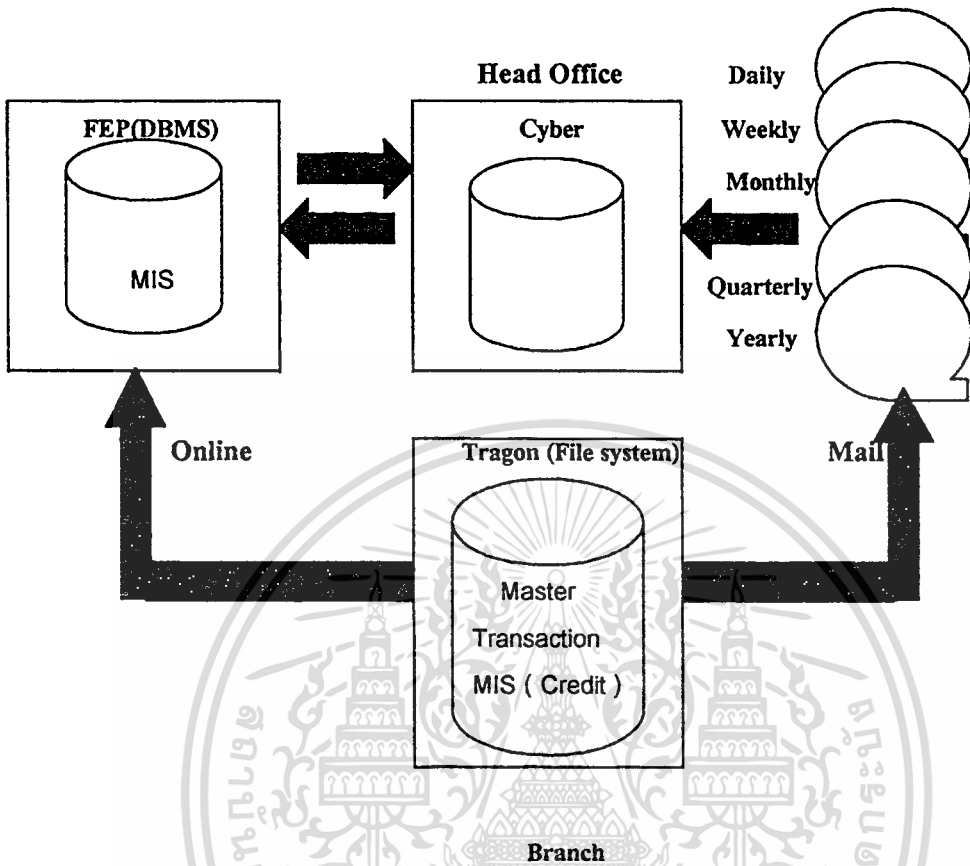 Head Office
Daily
FEP(DBMS)
Cyber
Weekly
Monthly
MIS
Quarterly
Yearly
Online
Tragon (File system)
Mail
Master
Transaction
MIS ( Credit )
Branch